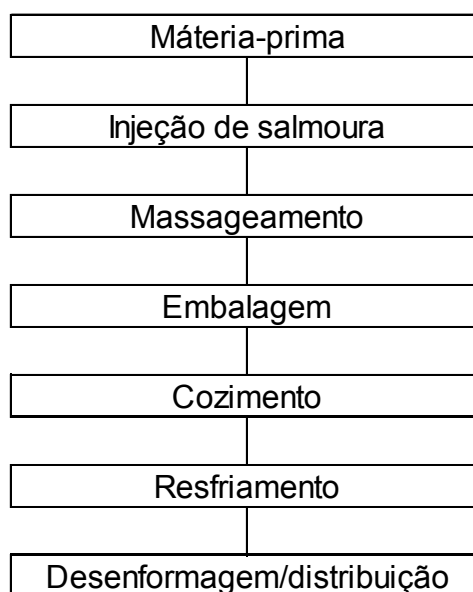 Máteria-prima
Injeção de salmoura
Massageamento
Embalagem
Cozimento
Resfriamento
Desenformagem/distribuição